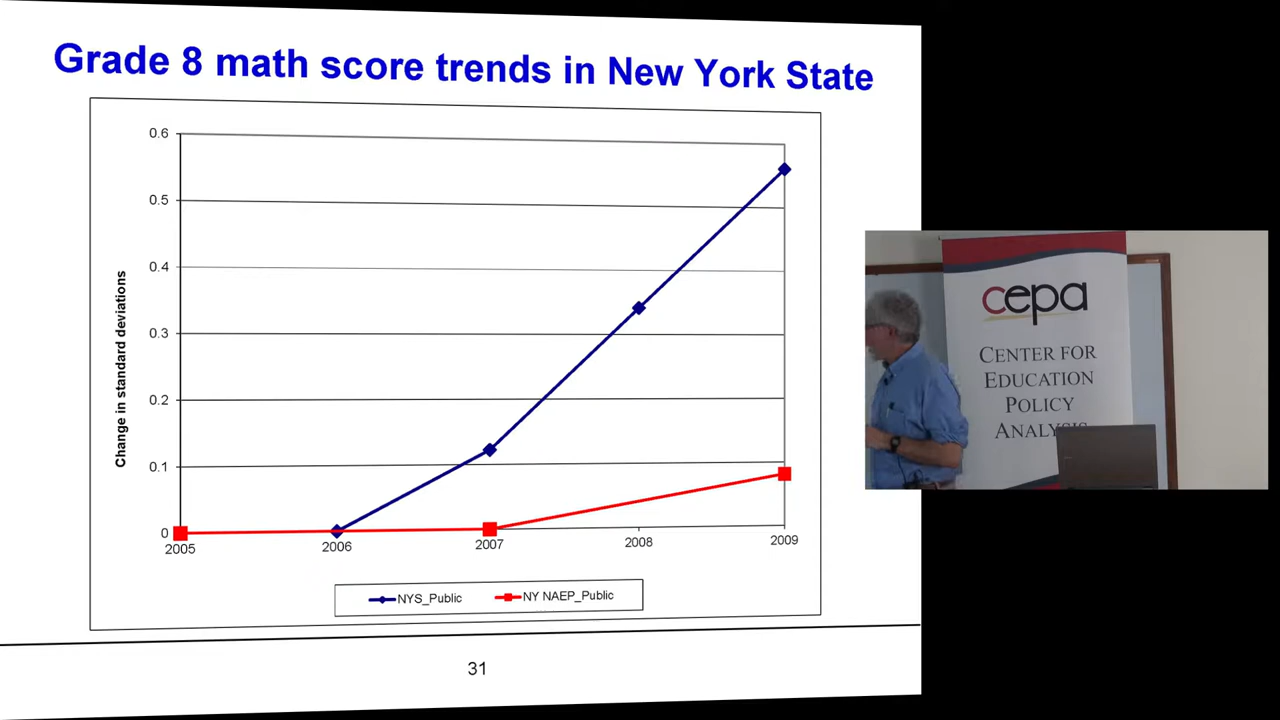 Grade 8 math score trends in New York State
0.6
0.5
0.4
0.3
0.2
0.1
0
Change in standard deviations
2005 2006 2007 2008 2009
NYS_Public NY NAEP_Public
31
cepa
CENTER FOR
EDUCATION
POLICY
ANALYSIS